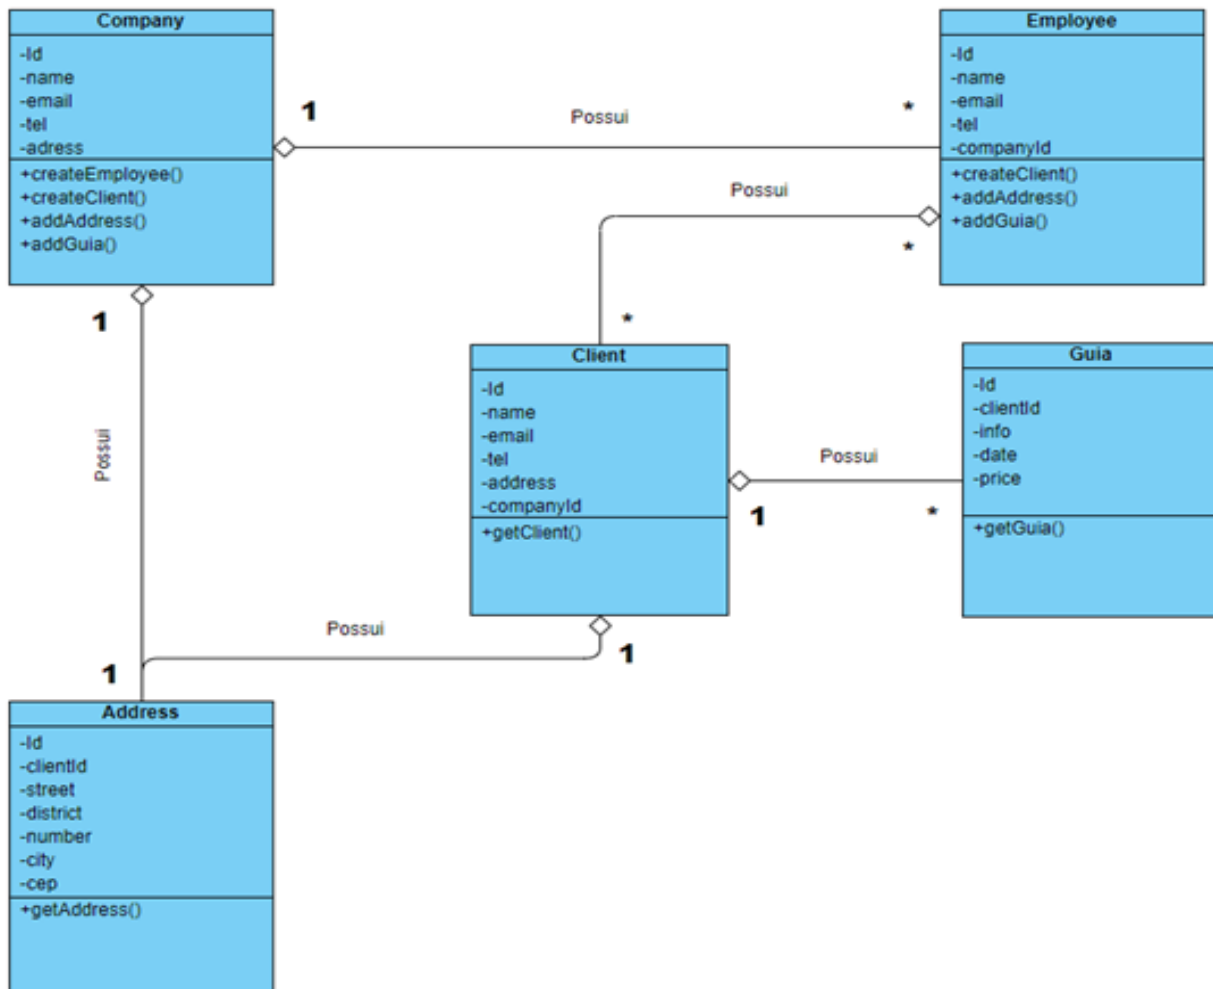 Company
-Id
-name
-email
-tel
-adress
+createEmployee()
+createClient()
+addAddress()
+addGuia()
1
Possui
*
Employee
-Id
-name
-email
-tel
-companyId
+createClient()
+addAddress()
+addGuia()
Possui
*
*
1
Possui
1
Client
-Id
-name
-email
-tel
-address
-companyId
+getClient()
Possui
1
*
Guia
-Id
-clientId
-info
-date
-price
+getGuia()
Possui
1
Address
-Id
-clientId
-street
-district
-number
-city
-cep
+getAddress()